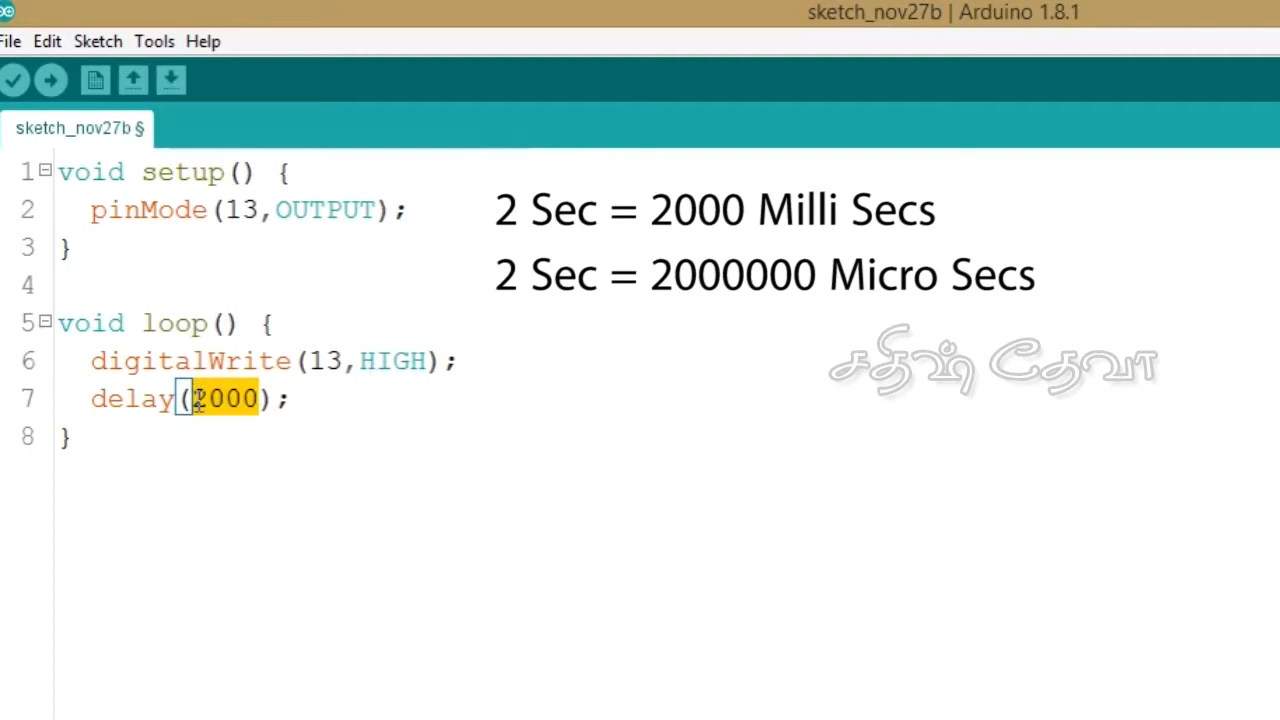 sketch_nov27b | Arduino 1.8.1
File Edit Sketch Tools Help
sketch_nov27b §
1 void setup() {
2 pinMode(13,OUTPUT);
3 }
4
5 void loop() {
6 digitalWrite(13,HIGH);
7 delay(2000);
8 }
2 Sec = 2000 Milli Secs
2 Sec = 2000000 Micro Secs
சதிஷ் தேவா